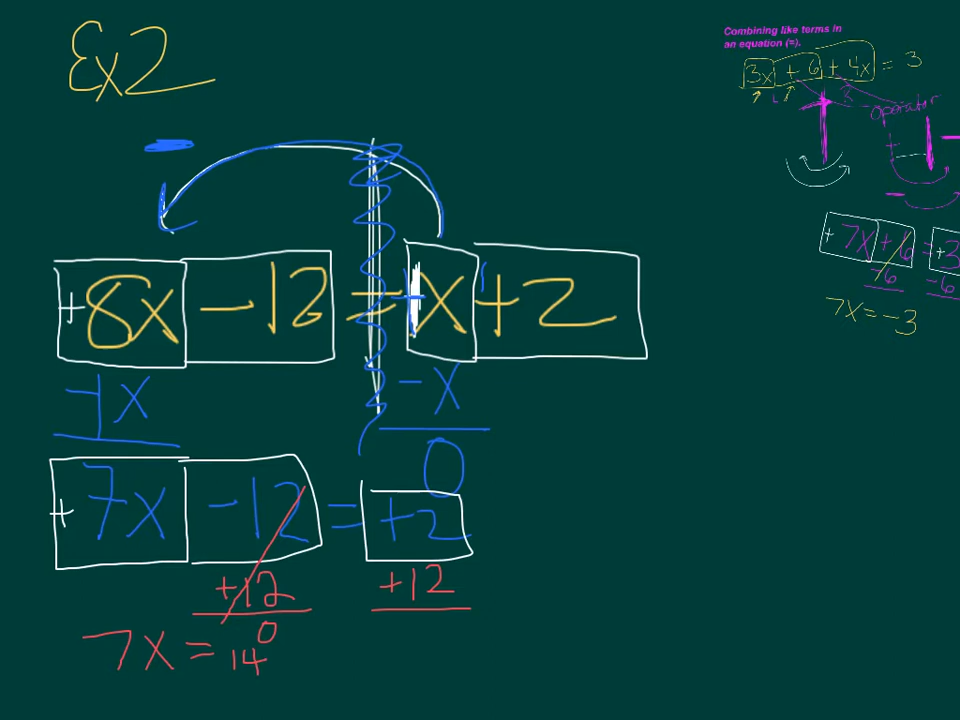 Ex2
Combining like terms in
an equation (=).
3x + 6 + 4x = 3
operator
+ 7x + 6 = + 3
-6 -6
7x = -3
+8x -12 = 1x + 2
-1x -x
0
+ 7x -12 = +2
+12 +12
0
7x = 14